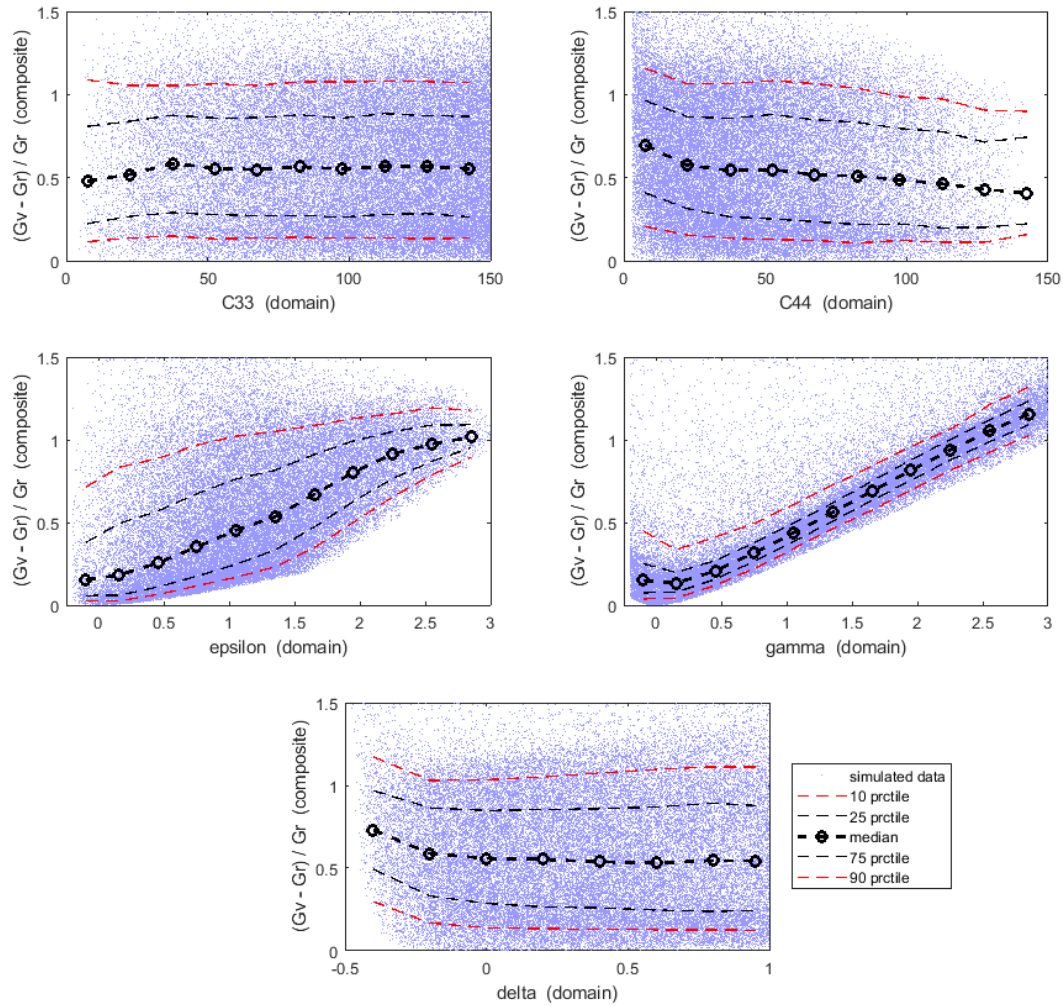 1.5
1
0.5
0
(Gv - Gr) / Gr (composite)
0 50 100 150
C33 (domain)
1.5
1
0.5
0
(Gv - Gr) / Gr (composite)
0 50 100 150
C44 (domain)
1.5
1
0.5
0
(Gv - Gr) / Gr (composite)
0 0.5 1.0 1.5 2 2.5 3
epsilon (domain)
1.5
1
0.5
0
(Gv - Gr) / Gr (composite)
0 0.5 1 1.5 2 2.5 3
gamma (domain)
1.5
1
0.5
0
(Gv - Gr) / Gr (composite)
-0.5 0 0.5 1
delta (domain)
simulated data
10 prctile
25 prctile
median
75 prctile
90 prctile